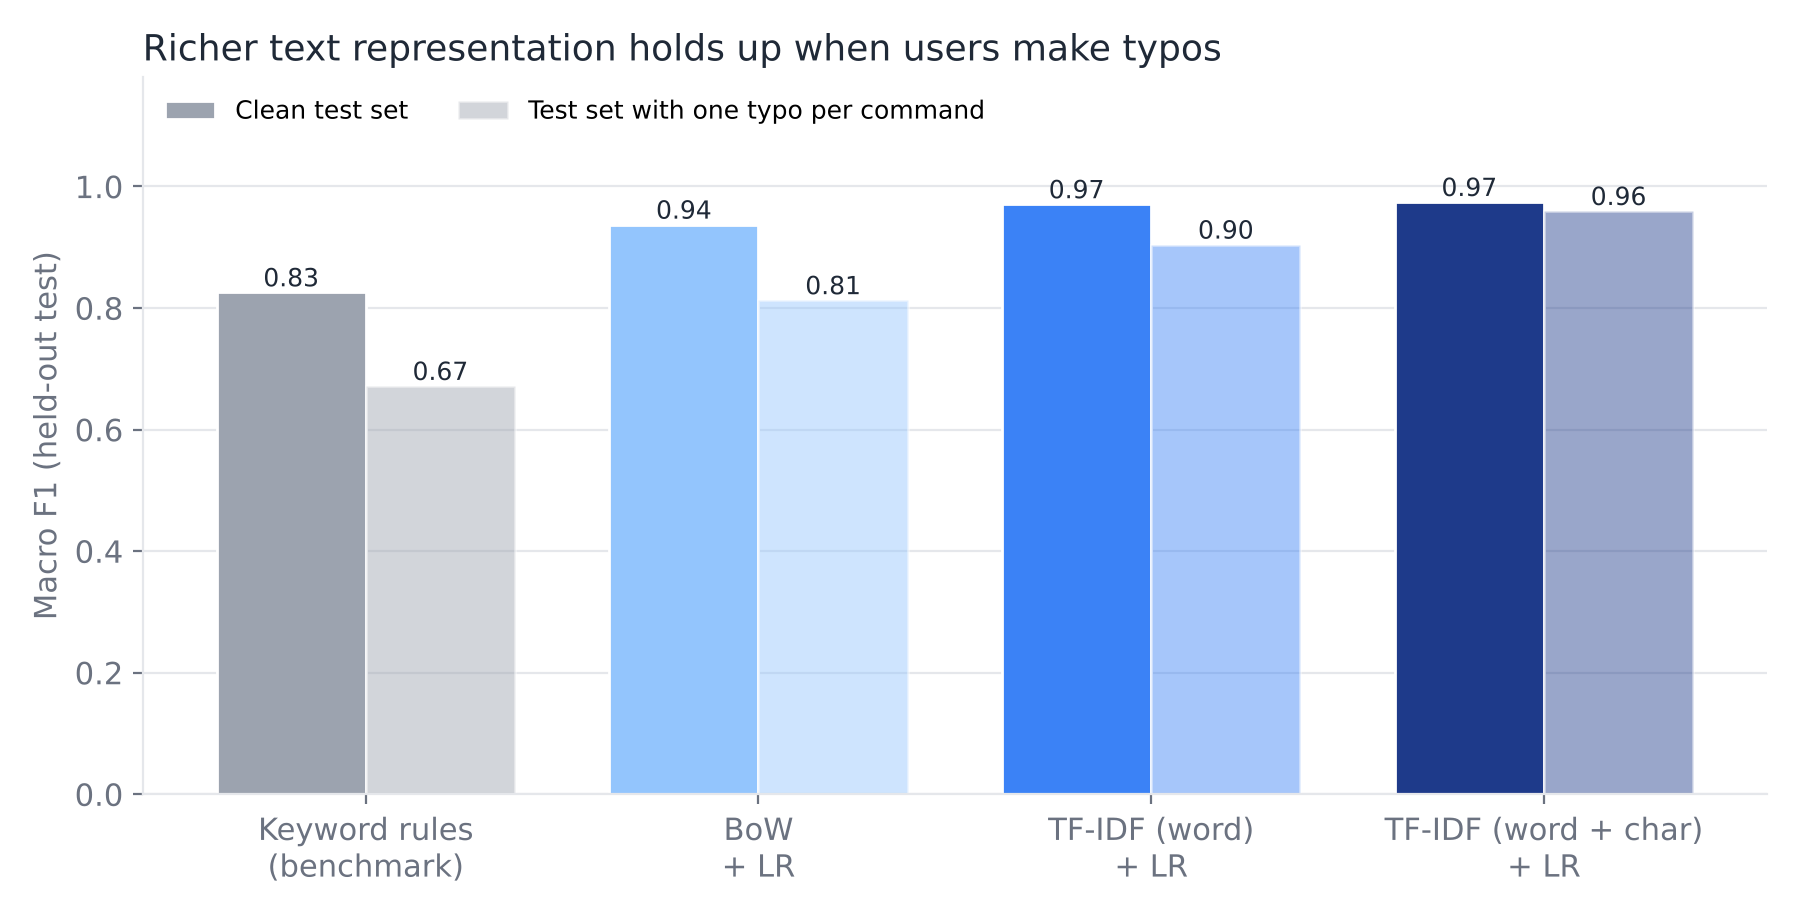 Richer text representation holds up when users make typos
Clean test set
Test set with one typo per command
Macro F1 (held-out test)
1.0
0.8
0.6
0.4
0.2
0.0
0.83
0.67
0.94
0.81
0.97
0.90
0.97
0.96
Keyword rules
(benchmark)
BoW
+ LR
TF-IDF (word)
+ LR
TF-IDF (word + char)
+ LR